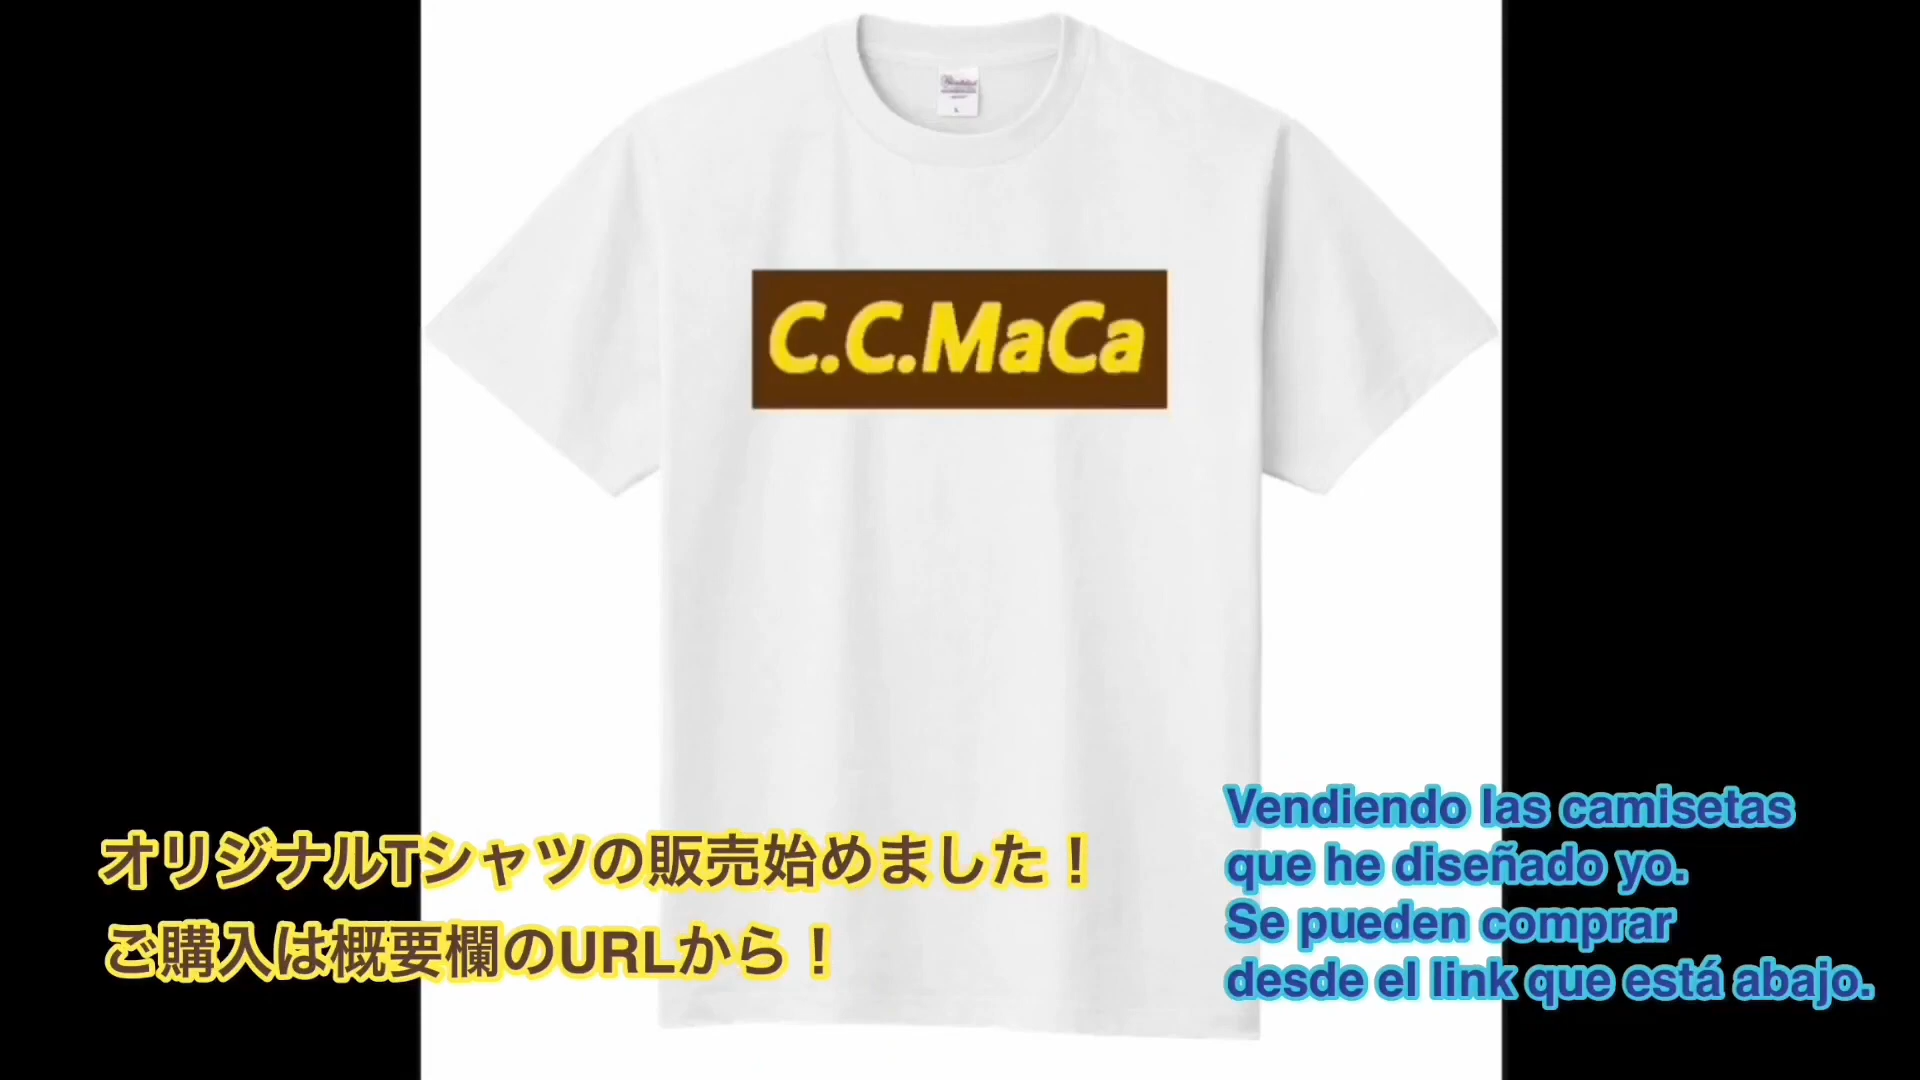 C.C.MaCa
オリジナルTシャツの販売始めました！
ご購入は概要欄のURLから！
Vendiendo las camisetas
que he diseñado yo.
Se pueden comprar
desde el link que está abajo.